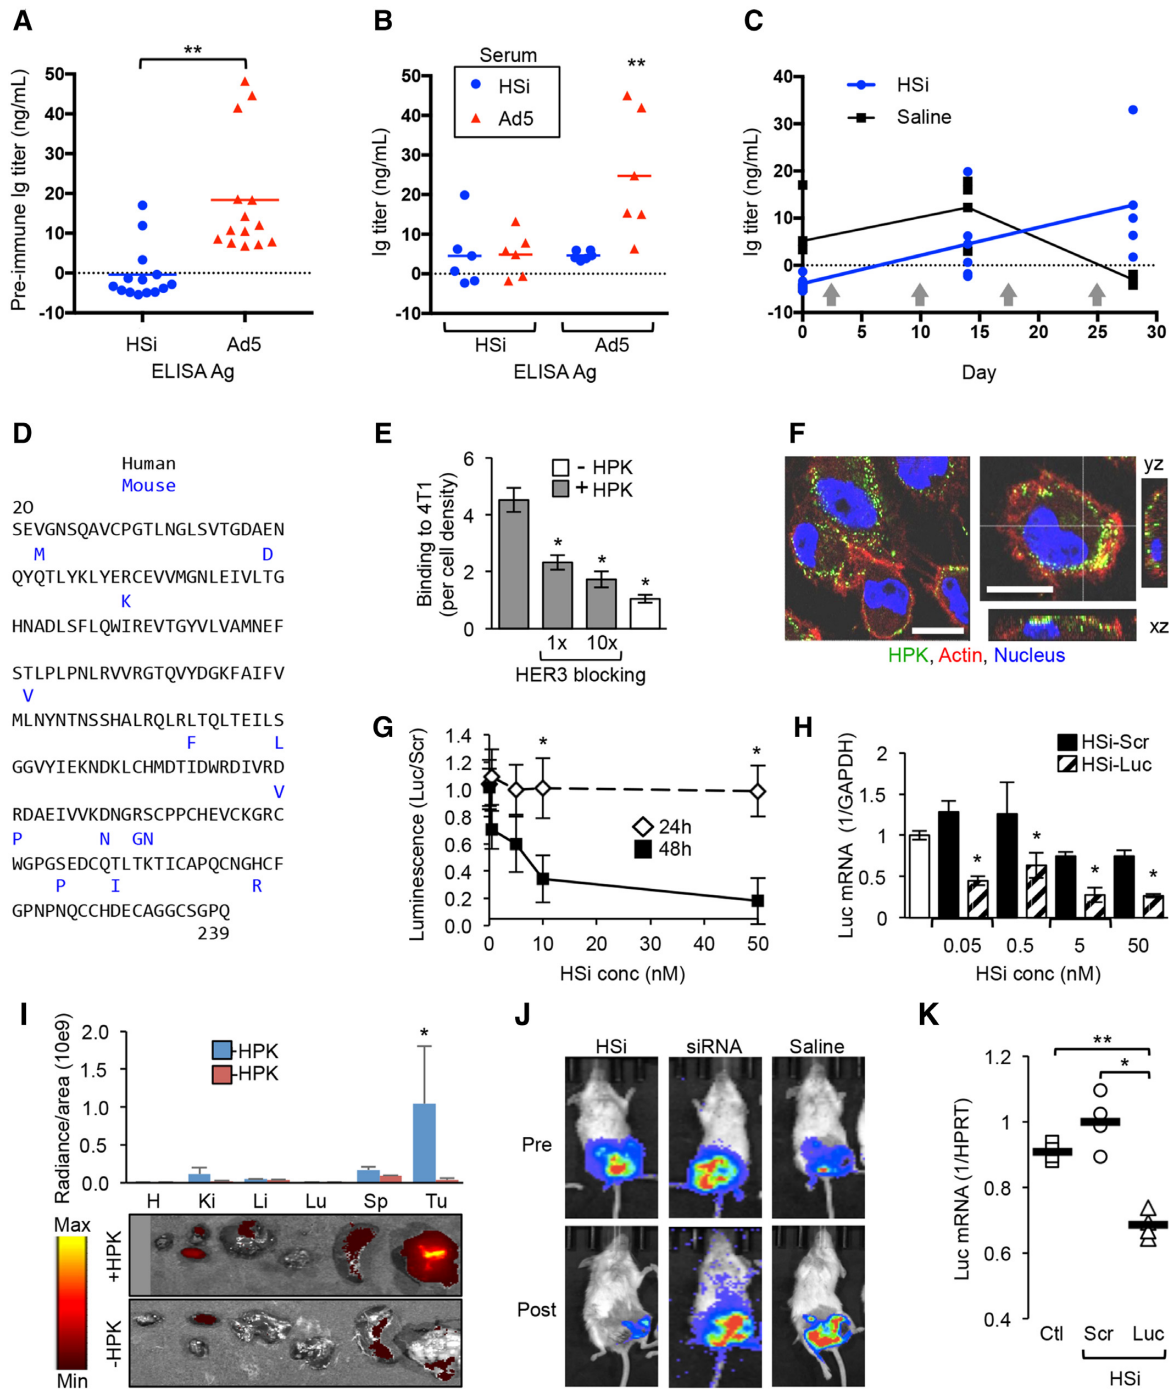 A
**
Pre-immune Ig titer (ng/mL)
50
40
30
20
10
0
-10
HSi
Ad5
ELISA Ag
B
Serum
HSi
Ad5
**
Ig titer (ng/mL)
50
40
30
20
10
0
-10
HSi
Ad5
ELISA Ag
C
HSi
Saline
Ig titer (ng/mL)
40
30
20
10
0
-10
0 5 10 15 20 25 30
Day
D
Human
Mouse
20
SEVGNSQAVCPGTLNGLSVTGDAEN
M D
QYQTLYKLYERCEVVMGNLEIVLTG
K
HNADLSFLQWIREVTGYVLVAMNEF
STLPLPNLRVVRGTQVYDGKFAIFV
V
MLNYNTNSSHALRQLRLTQLTEILS
F L
GGVYIEKNDKLCHMDTIDWRDIVRD
V
RDAEIVVKDNGRSCPPCHEVCKGRC
P N GN
WGPGSEDCQTLTKTICAPQCNGHCF
P I R
GPNPNQCCHDECAGGCSGPQ
239
E
- HPK
+ HPK
Binding to 4T1
(per cell density)
6
4
2
0
* * *
1x 10x
HER3 blocking
F
yz
xz
HPK, Actin, Nucleus
G
Luminescence (Luc/Scr)
1.4
1.2
1.0
0.8
0.6
0.4
0.2
0.0
* *
24h
48h
0 10 20 30 40 50
HSi conc (nM)
H
HSi-Scr
HSi-Luc
Luc mRNA (1/GAPDH)
2
1.5
1
0.5
0
* * * *
0.05 0.5 5 50
HSi conc (nM)
I
Radiance/area (10e9)
2.0
1.5
1.0
0.5
0.0
-HPK
-HPK
*
H Ki Li Lu Sp Tu
Max
Min
+HPK
-HPK
J
HSi siRNA Saline
Pre
Post
K
**
*
Luc mRNA (1/HPRT)
1.2
1
0.8
0.6
0.4
Ctl Scr Luc
HSi